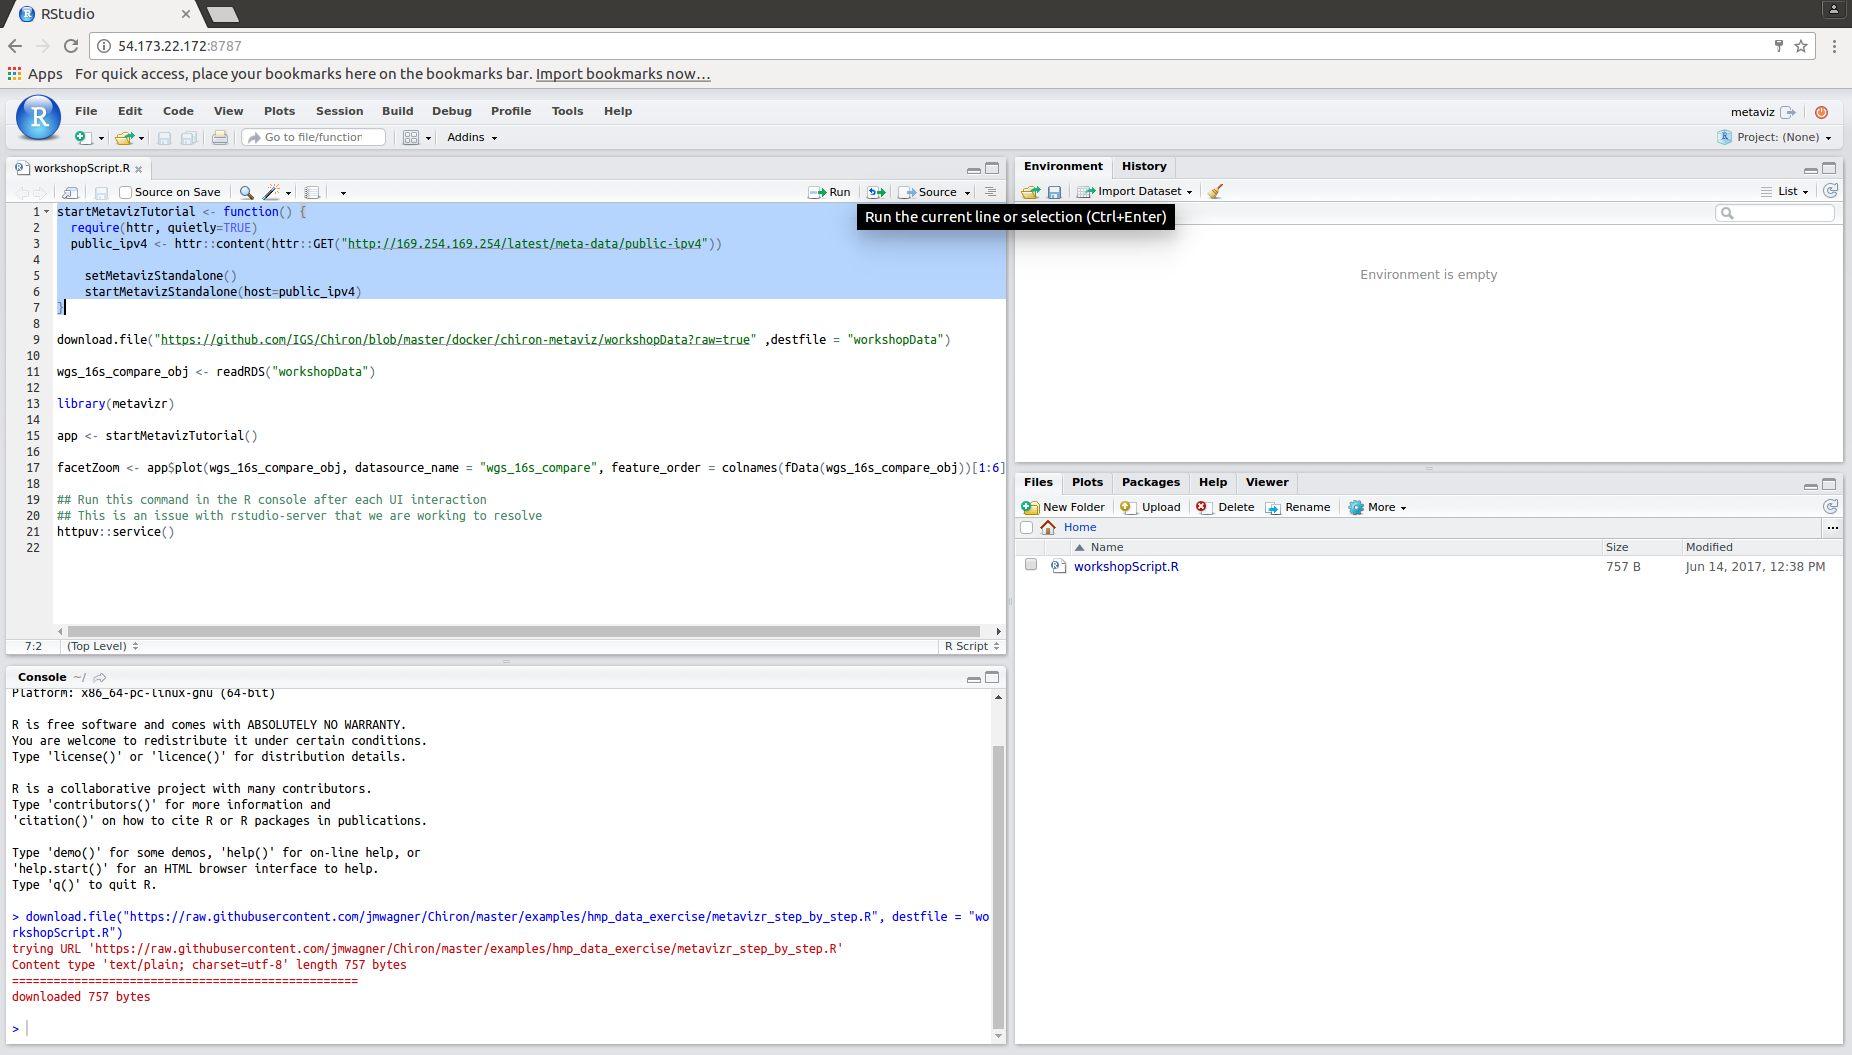 RStudio
54.173.22.172:8787
Apps For quick access, place your bookmarks here on the bookmarks bar. Import bookmarks now...
R File Edit Code View Plots Session Build Debug Profile Tools Help
metaviz
Go to file/function Addins
Project: (None)
workshopScript.R
Source on Save Run Source
1 startMetavizTutorial <- function() {
2 require(httr, quietly=TRUE)
3 public_ipv4 <- httr::content(httr::GET("http://169.254.169.254/latest/meta-data/public-ipv4"))
4
5 setMetavizStandalone()
6 startMetavizStandalone(host=public_ipv4)
7 }
8
9 download.file("https://github.com/IGS/Chiron/blob/master/docker/chiron-metaviz/workshopData?raw=true" ,destfile = "workshopData")
10
11 wgs_16s_compare_obj <- readRDS("workshopData")
12
13 library(metavizr)
14
15 app <- startMetavizTutorial()
16
17 facetZoom <- app$plot(wgs_16s_compare_obj, datasource_name = "wgs_16s_compare", feature_order = colnames(fData(wgs_16s_compare_obj))[1:6]
18
19 ## Run this command in the R console after each UI interaction
20 ## This is an issue with rstudio-server that we are working to resolve
21 httpuv::service()
22
Run the current line or selection (Ctrl+Enter)
7:2 (Top Level) R Script
Console ~/
Platform: x86_64-pc-linux-gnu (64-bit)
R is free software and comes with ABSOLUTELY NO WARRANTY.
You are welcome to redistribute it under certain conditions.
Type 'license()' or 'licence()' for distribution details.
R is a collaborative project with many contributors.
Type 'contributors()' for more information and
'citation()' on how to cite R or R packages in publications.
Type 'demo()' for some demos, 'help()' for on-line help, or
'help.start()' for an HTML browser interface to help.
Type 'q()' to quit R.
> download.file("https://raw.githubusercontent.com/jmwagner/Chiron/master/examples/hmp_data_exercise/metavizr_step_by_step.R", destfile = "wo
rkshopScript.R")
trying URL 'https://raw.githubusercontent.com/jmwagner/Chiron/master/examples/hmp_data_exercise/metavizr_step_by_step.R'
Content type 'text/plain; charset=utf-8' length 757 bytes
==================================================
downloaded 757 bytes
>
Environment History
Import Dataset List
Environment is empty
Files Plots Packages Help Viewer
New Folder Upload Delete Rename More
Home ...
Name Size Modified
workshopScript.R 757 B Jun 14, 2017, 12:38 PM